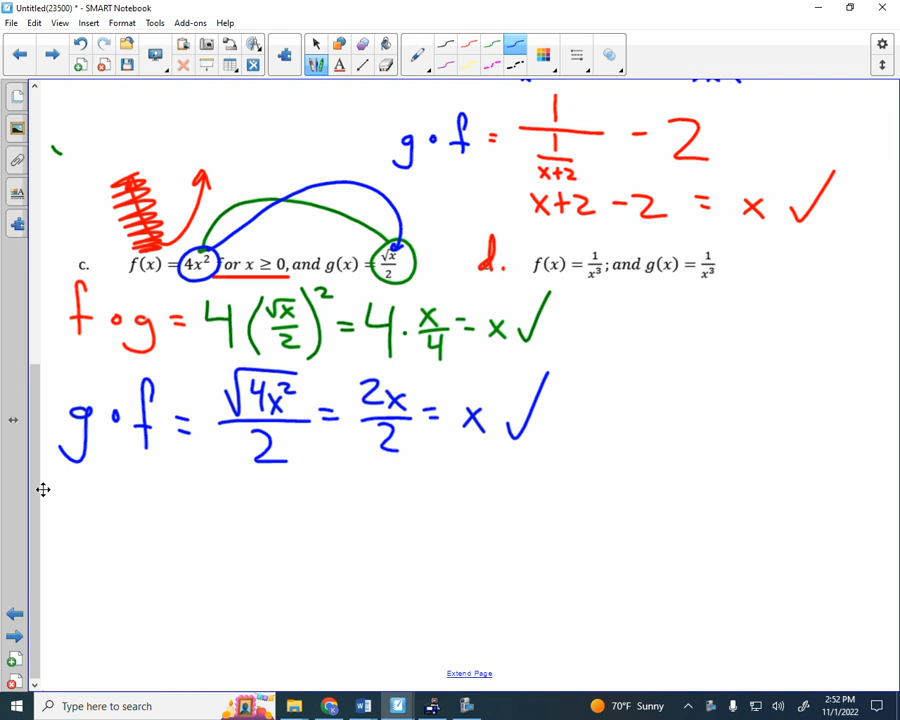 Untitled(23500) * - SMART Notebook
File Edit View Insert Format Tools Add-ons Help
g ∘ f = 1/(1/(x+2)) - 2
x+2 -2 = x ✓
c. f(x) = 4x² for x ≥ 0, and g(x) = √x/2
d. f(x) = 1/x³; and g(x) = 1/x³
f ∘ g = 4(√x/2)² = 4 · x/4 = x ✓
g ∘ f = √4x²/2 = 2x/2 = x ✓
Extend Page
Type here to search
70°F Sunny
2:52 PM
11/1/2022